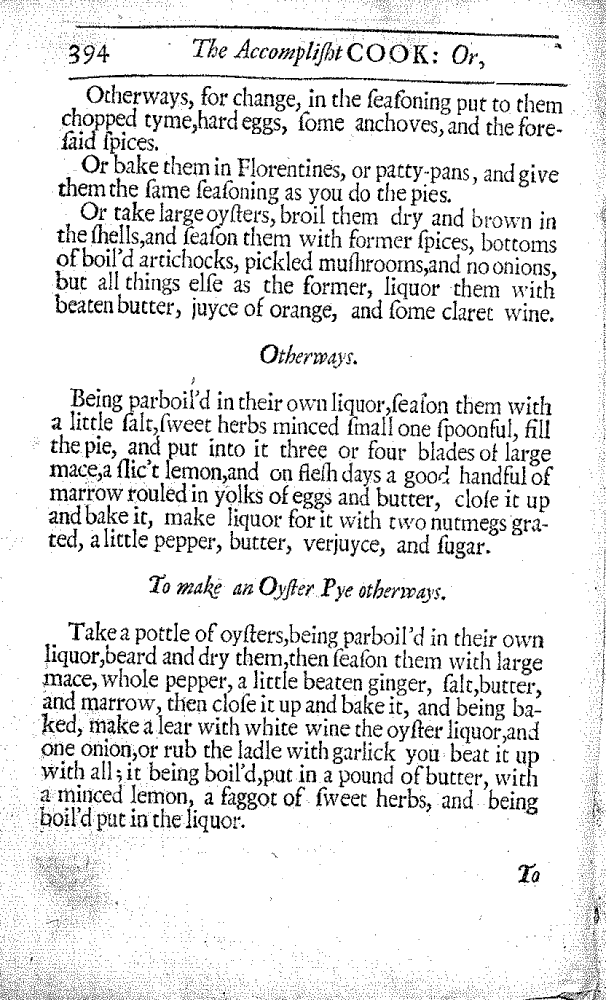 394 The Accompliſht COOK: Or,
Otherways, for change, in the ſeaſoning put to them
chopped tyme, hard eggs, ſome anchoves, and the fore-
ſaid ſpices.
Or bake them in Florentines, or patty-pans, and give
them the ſame ſeaſoning as you do the pies.
Or take large oyſters, broil them dry and brown in
the ſhells, and ſeaſon them with former ſpices, bottoms
of boil'd artichocks, pickled muſhrooms, and no onions,
but all things elſe as the former, liquor them with
beaten butter, juyce of orange, and ſome claret wine.
Otherways.
Being parboil'd in their own liquor, ſeaſon them with
a little ſalt, ſweet herbs minced ſmall one ſpoonful, fill
the pie, and put into it three or four blades of large
mace, a ſlic't lemon, and on fleſh days a good handful of
marrow rouled in yolks of eggs and butter, cloſe it up
and bake it, make liquor for it with two nutmegs gra-
ted, a little pepper, butter, verjuyce, and ſugar.
To make an Oyſter Pye otherways.
Take a pottle of oyſters, being parboil'd in their own
liquor, beard and dry them, then ſeaſon them with large
mace, whole pepper, a little beaten ginger, ſalt, butter,
and marrow, then cloſe it up and bake it, and being ba-
ked, make a lear with white wine the oyſter liquor, and
one onion, or rub the ladle with garlick you beat it up
with all; it being boil'd, put in a pound of butter, with
a minced lemon, a faggot of ſweet herbs, and being
boil'd put in the liquor.
To